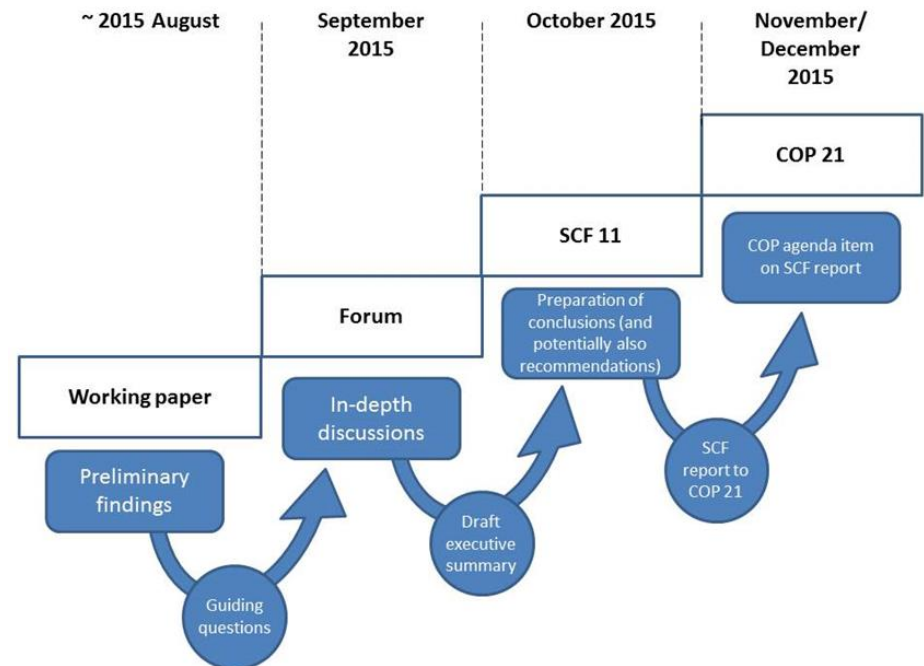 ~ 2015 August
September
2015
October 2015
November/
December
2015
COP 21
SCF 11
Forum
Working paper
COP agenda item
on SCF report
Preparation of
conclusions (and
potentially also
recommendations)
In-depth
discussions
Preliminary
findings
SCF
report to
COP 21
Draft
executive
summary
Guiding
questions